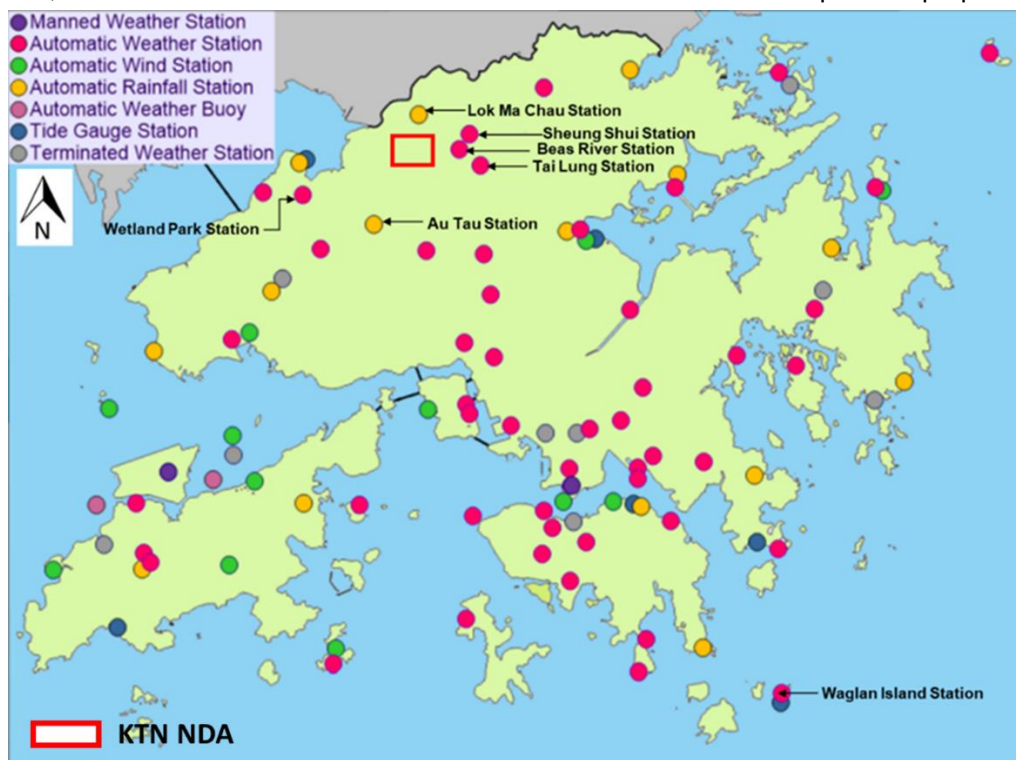 Manned Weather Station
Automatic Weather Station
Automatic Wind Station
Automatic Rainfall Station
Automatic Weather Buoy
Tide Gauge Station
Terminated Weather Station
N
Lok Ma Chau Station
Sheung Shui Station
Beas River Station
Tai Lung Station
Wetland Park Station
Au Tau Station
Waglan Island Station
KTN NDA